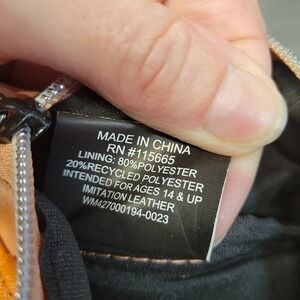 MADE IN CHINA
RN #115665
LINING: 80%POLYESTER
20%RECYCLED POLYESTER
INTENDED FOR AGES 14 & UP
IMITATION LEATHER
WM427000194-0023